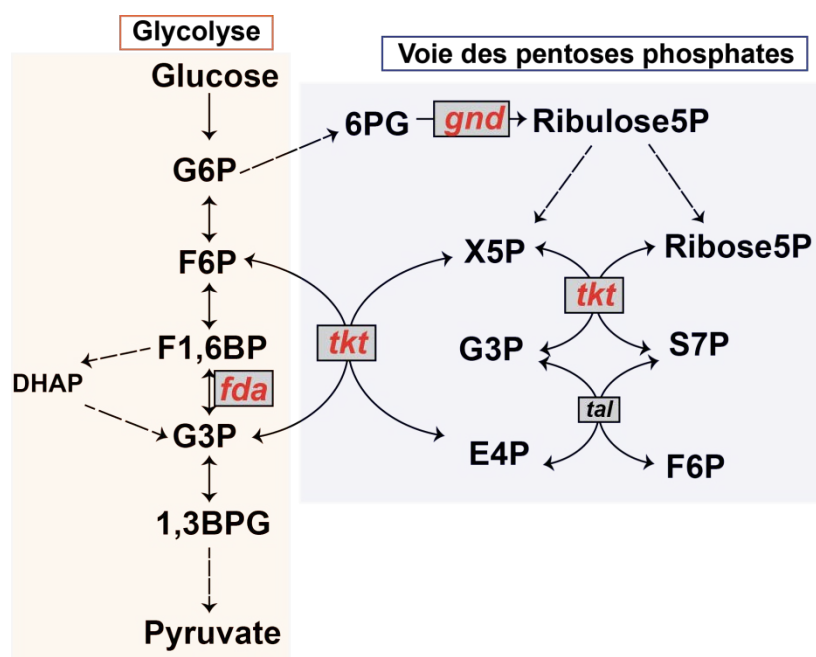 Glycolyse
Voie des pentoses phosphates
Glucose
6PG
gnd
Ribulose5P
G6P
F6P
X5P
Ribose5P
tkt
tkt
F1,6BP
G3P
S7P
DHAP
fda
tal
G3P
E4P
F6P
1,3BPG
Pyruvate